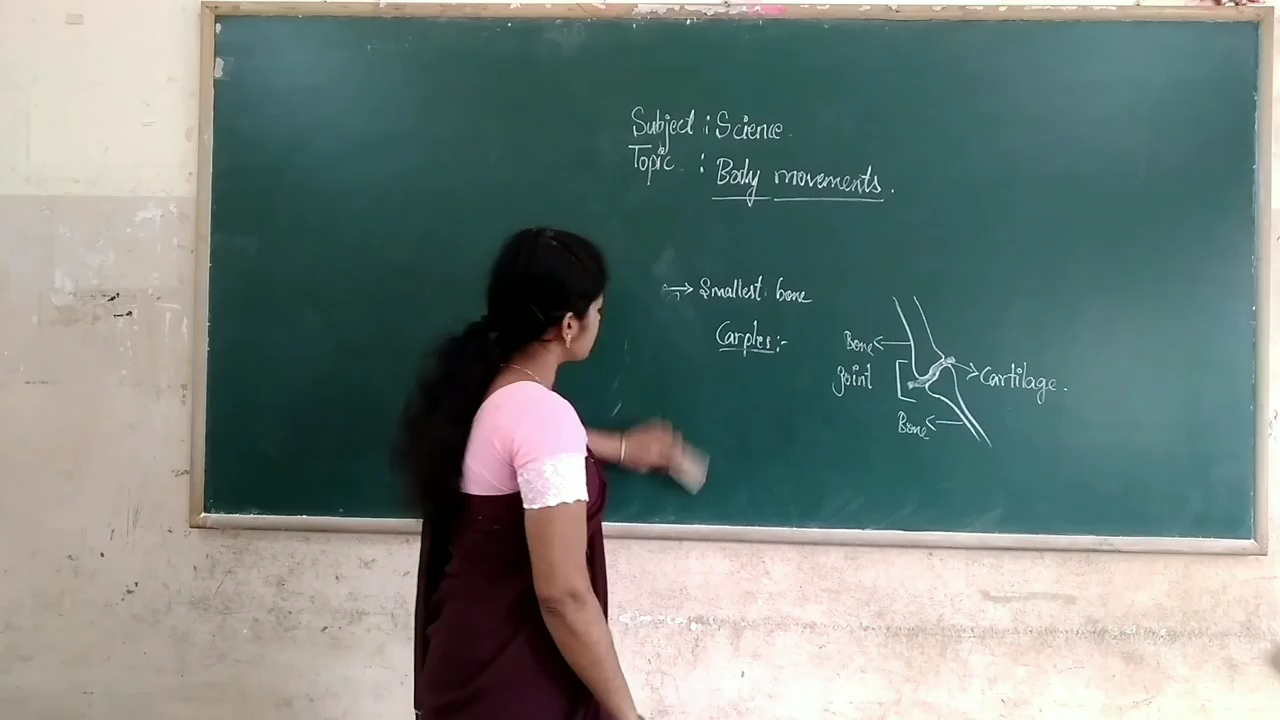 Subject : Science.
Topic : Body movements.
→ Smallest bone
Carples:-
Bone
Joint
Cartilage.
Bone